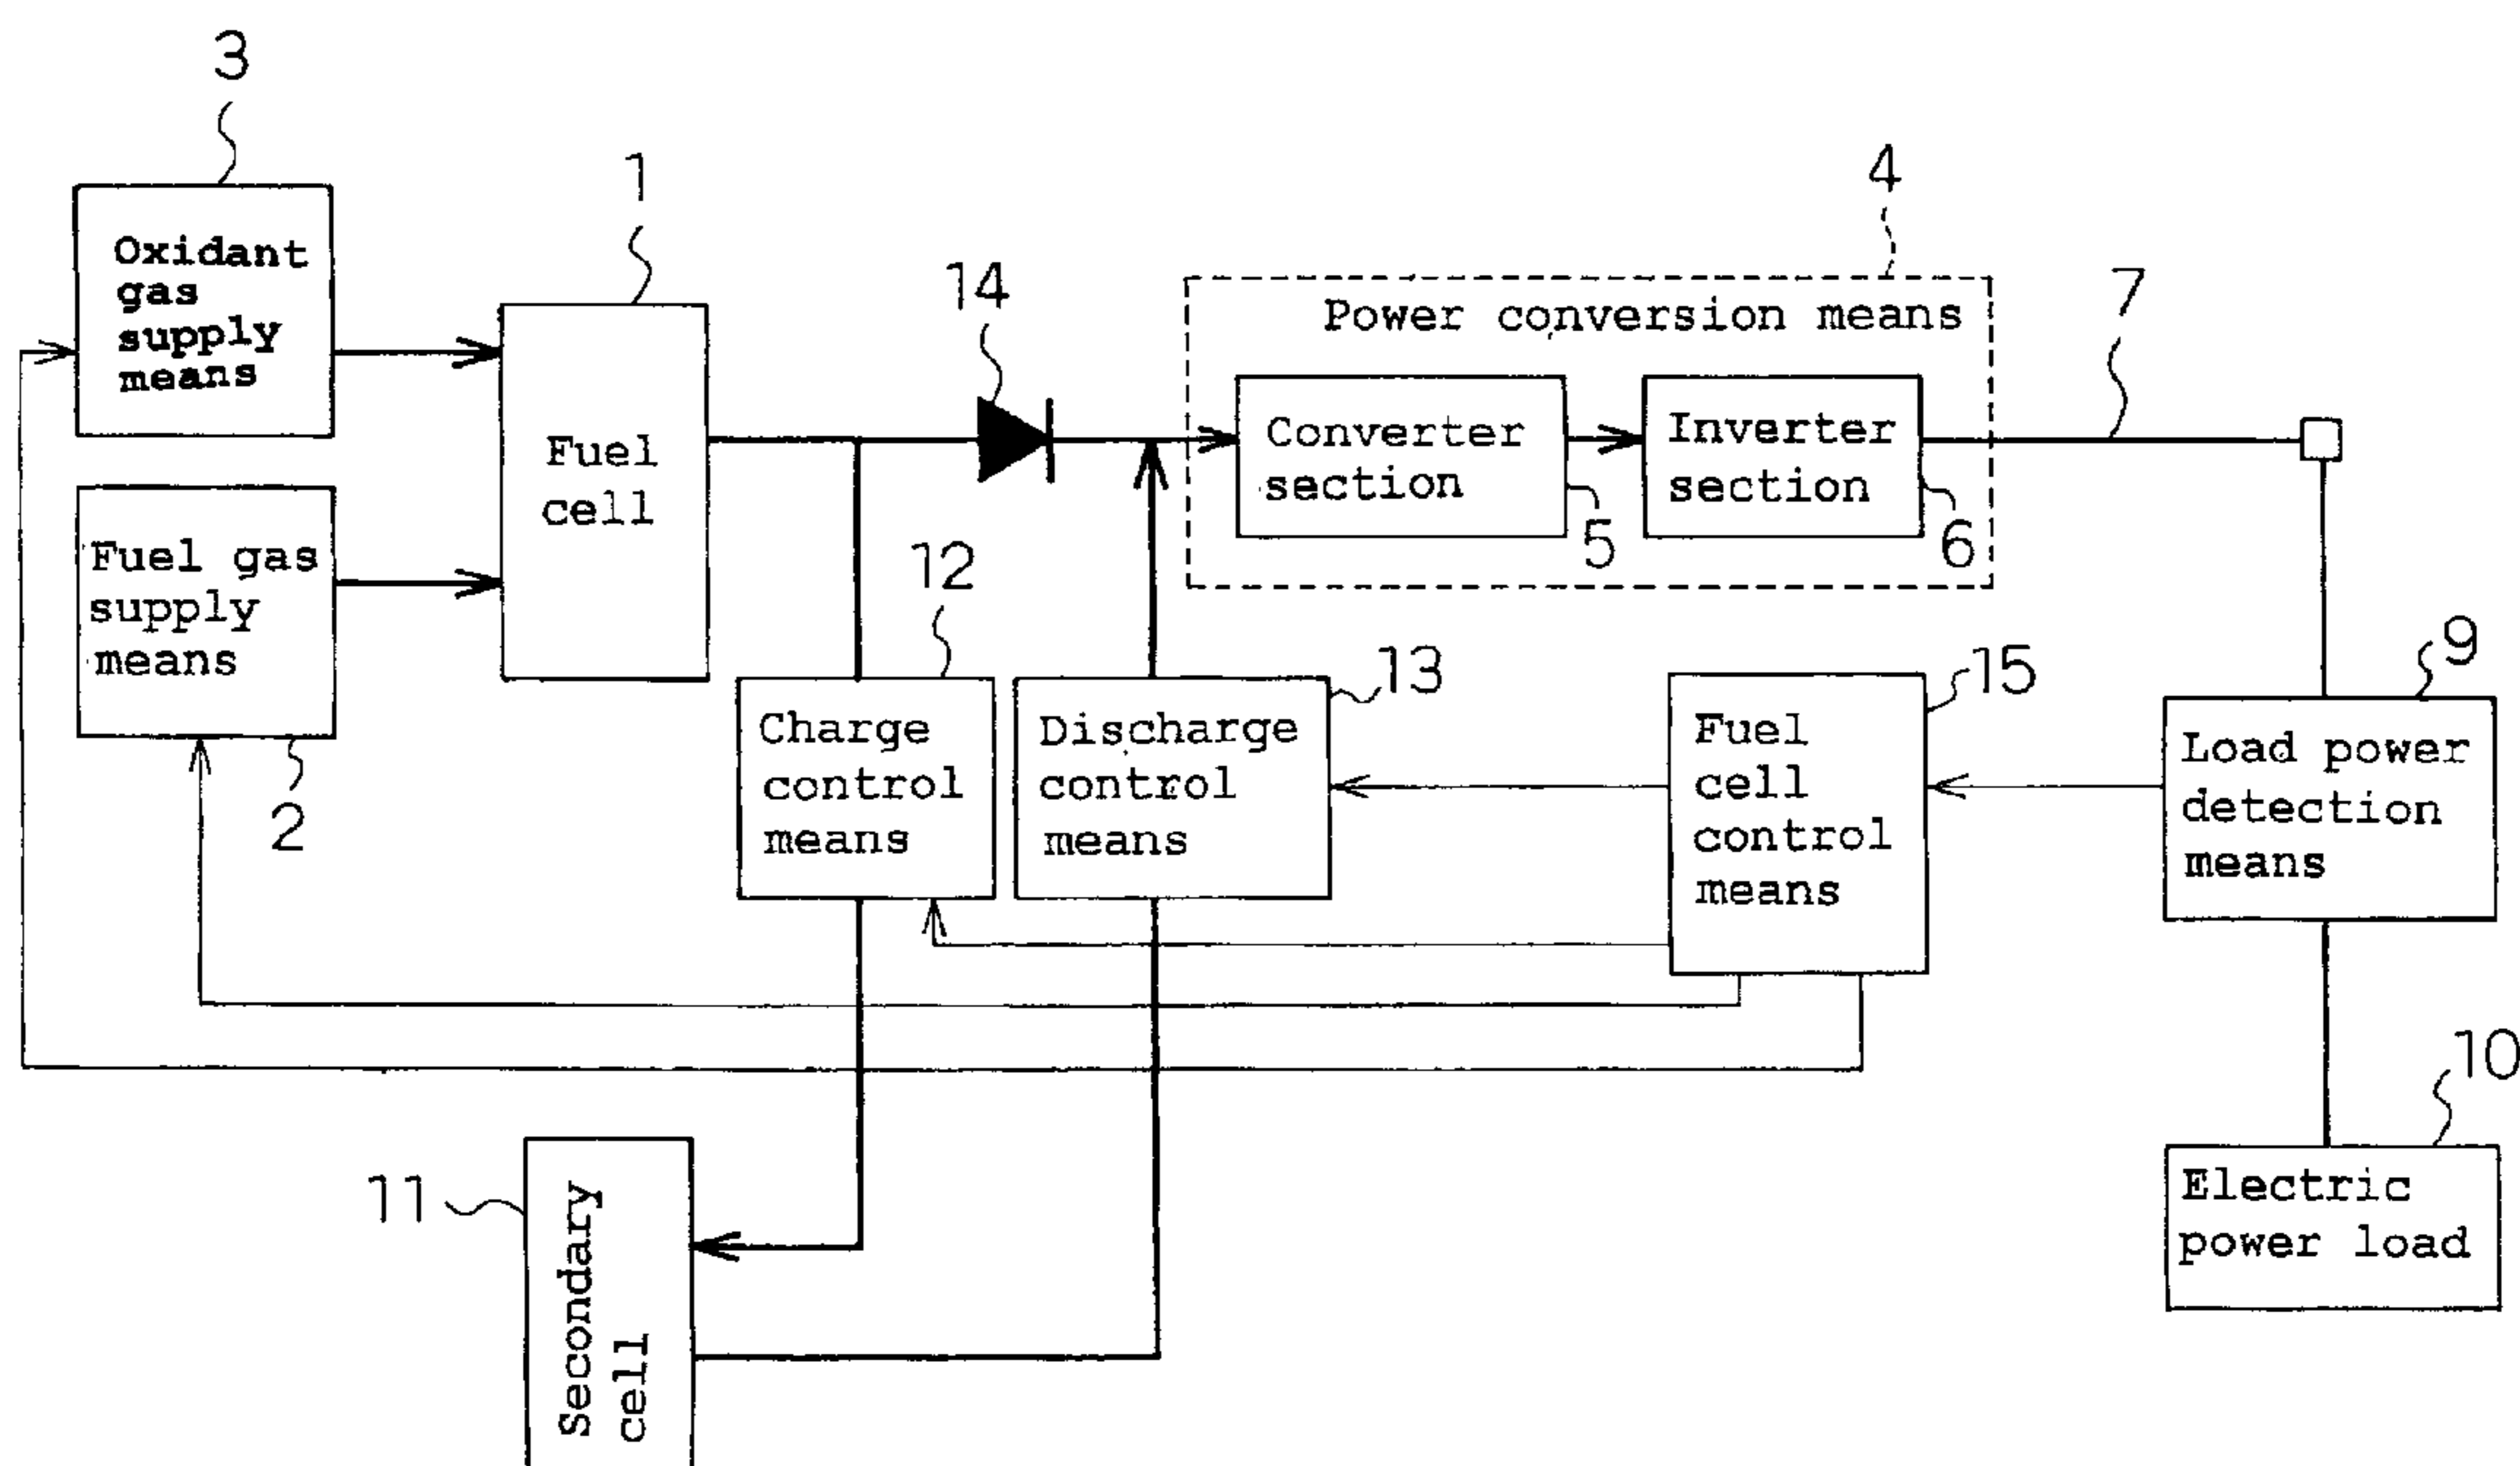 3
Oxidant
gas
supply
means
1
Fuel
cell
Fuel gas
supply
means
2
14
4
Power conversion means
Converter
section
5
Inverter
section
6
7
12
Charge
control
means
13
Discharge
control
means
15
Fuel
cell
control
means
9
Load power
detection
means
10
Electric
power load
11
Secondary
cell